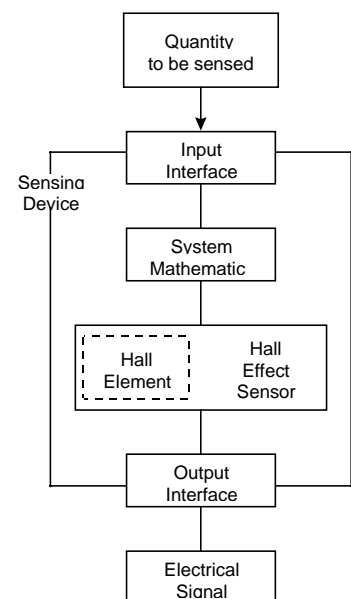 Quantity
to be sensed
Input
Interface
Sensing
Device
System
Mathematic
Hall
Element
Hall
Effect
Sensor
Output
Interface
Electrical
Signal